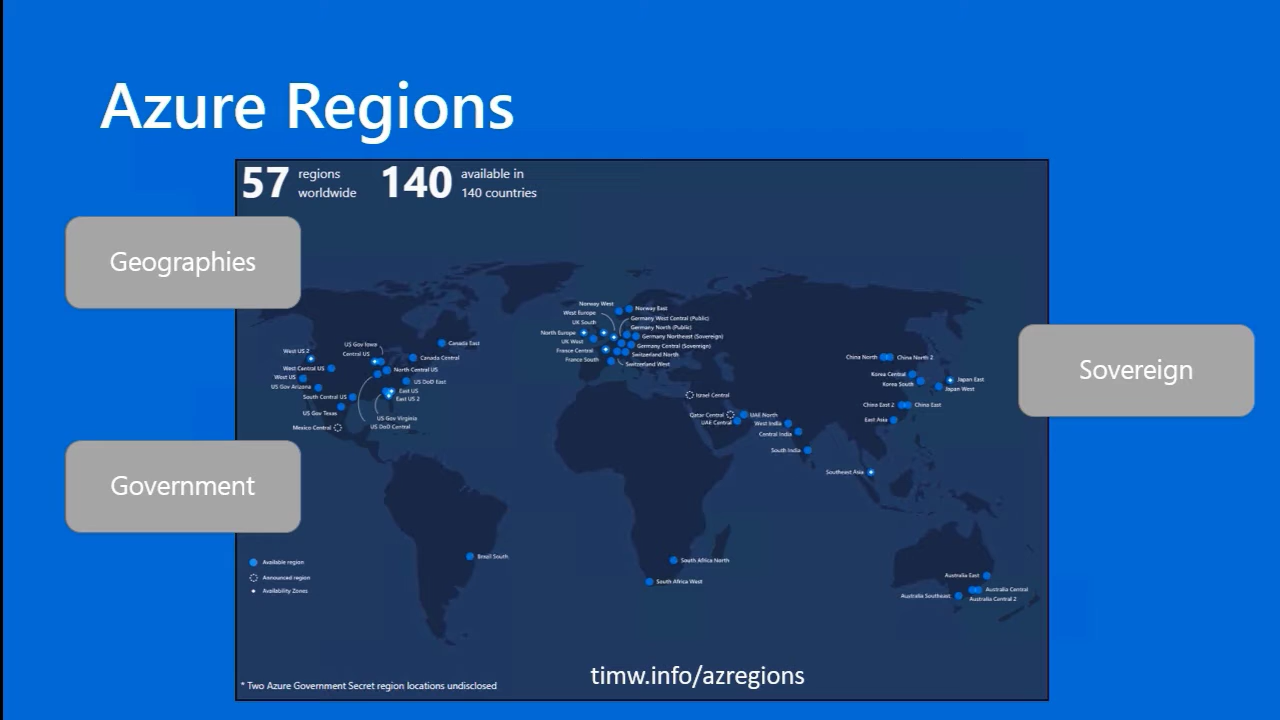 Azure Regions
57 regions worldwide
140 available in 140 countries
Geographies
Sovereign
Government
Norway West
Norway East
West Europe
Germany West Central (Public)
UK South
Germany North (Public)
North Europe
Germany Northeast (Sovereign)
UK West
Germany Central (Sovereign)
France Central
Switzerland North
France South
Switzerland West
US Gov Iowa
Canada East
West US 2
Central US
Canada Central
West Central US
North Central US
West US
US DoD East
US Gov Arizona
East US
South Central US
East US 2
US Gov Texas
US Gov Virginia
Mexico Central
US DoD Central
China North
China North 2
Korea Central
Korea South
Japan East
Japan West
Israel Central
China East 2
China East
Qatar Central
UAE North
UAE Central
West India
East Asia
Central India
South India
Southeast Asia
Brazil South
South Africa North
South Africa West
Australia East
Australia Central
Australia Southeast
Australia Central 2
Available region
Announced region
Availability Zones
* Two Azure Government Secret region locations undisclosed
timw.info/azregions